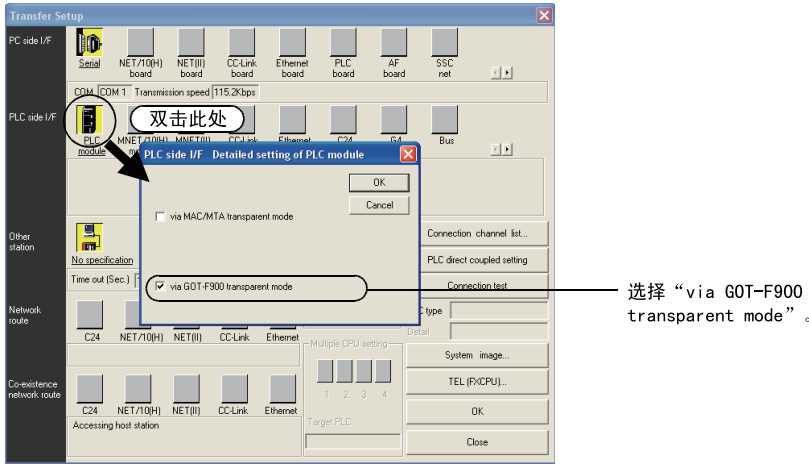 Transfer Setup
PC side I/F
Serial
NET/10(H) board
NET(II) board
CC-Link board
Ethernet board
PLC board
AF board
SSC net
COM COM 1 Transmission speed 115.2Kbps
PLC side I/F
双击此处
PLC module
MNET/10(H)
MNET(II)
CC-Link
Ethernet
C24
G4
Bus
PLC side I/F Detailed setting of PLC module
OK
Cancel
via MAC/MTA transparent mode
via GOT-F900 transparent mode
选择“via GOT-F900
transparent mode”。
Other station
No specification
Time out (Sec.)
Connection channel list...
PLC direct coupled setting
Connection test
type
Detail
Network route
C24
NET/10(H)
NET(II)
CC-Link
Ethernet
Multiple CPU setting
1 2 3 4
Target PLC
System image...
TEL (FXCPU)...
OK
Close
Co-existence network route
C24
NET/10(H)
NET(II)
CC-Link
Ethernet
Accessing host station